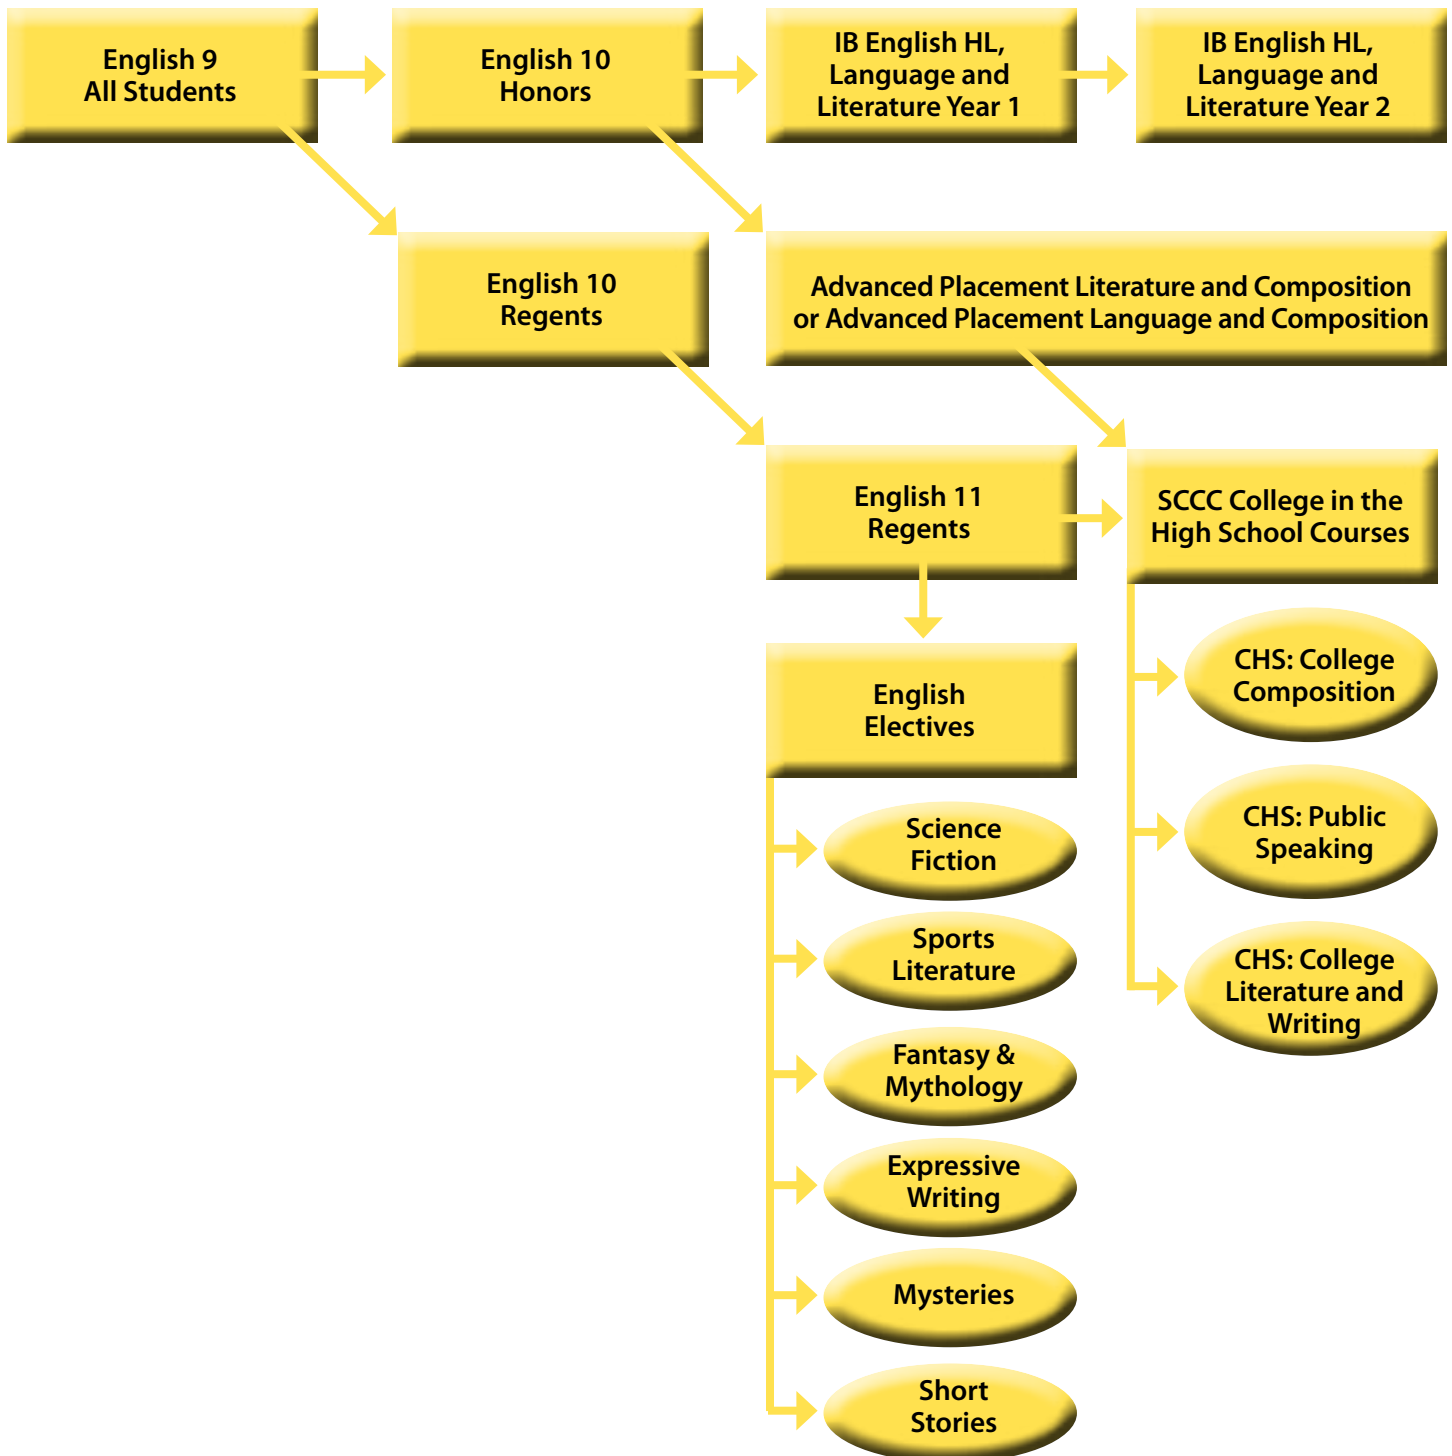 English 9
All Students
English 10
Honors
IB English HL,
Language and
Literature Year 1
IB English HL,
Language and
Literature Year 2
English 10
Regents
Advanced Placement Literature and Composition
or Advanced Placement Language and Composition
English 11
Regents
SCCC College in the
High School Courses
English
Electives
CHS: College
Composition
CHS: Public
Speaking
CHS: College
Literature and
Writing
Science
Fiction
Sports
Literature
Fantasy &
Mythology
Expressive
Writing
Mysteries
Short
Stories